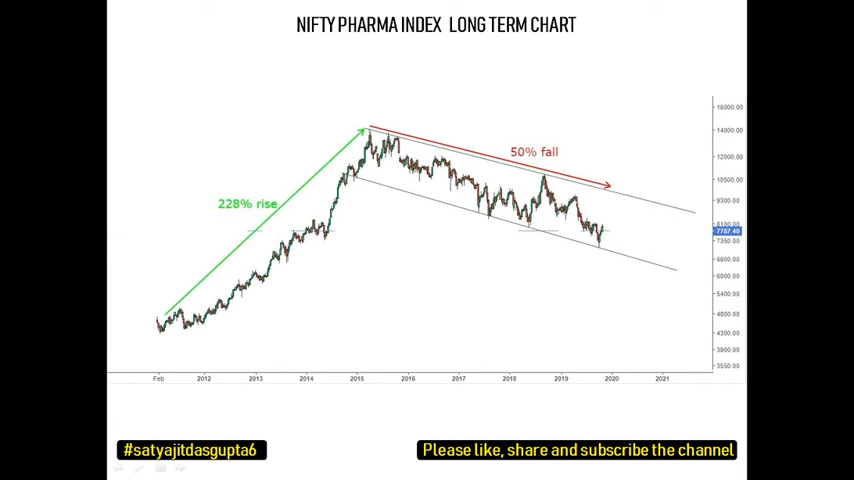 NIFTY PHARMA INDEX LONG TERM CHART
16000.00
14000.00
50% fall
12000.00
10500.00
228% rise
9300.00
8100.00
7787.40
7350.00
6600.00
6000.00
5400.00
4800.00
4300.00
3900.00
3550.00
Feb 2012 2013 2014 2015 2016 2017 2018 2019 2020 2021
#satyajitdasgupta6
Please like, share and subscribe the channel